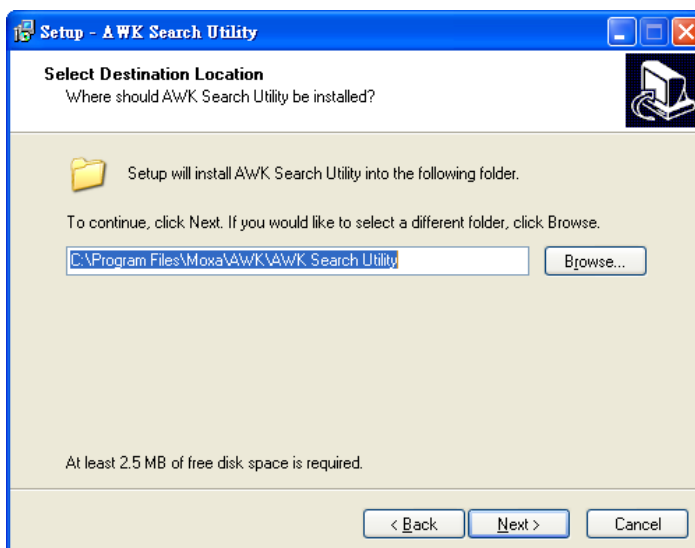 Setup - AWK Search Utility
Select Destination Location
Where should AWK Search Utility be installed?
Setup will install AWK Search Utility into the following folder.
To continue, click Next. If you would like to select a different folder, click Browse.
C:\Program Files\Moxa\AWK\AWK Search Utility
Browse...
At least 2.5 MB of free disk space is required.
< Back
Next >
Cancel